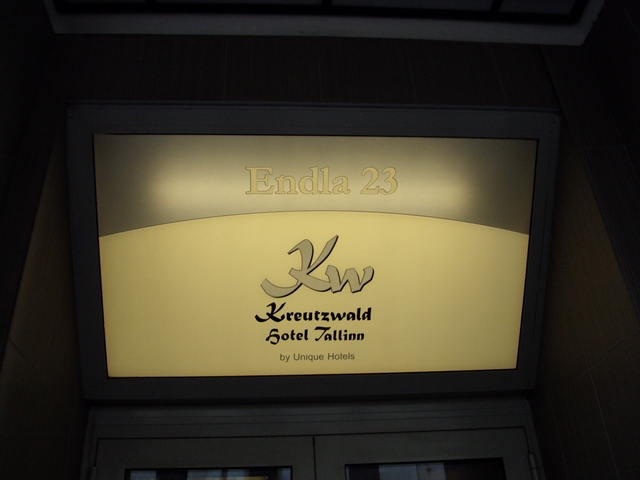 Endla 23
Kw
Kreutzwald
Hotel Tallinn
by Unique Hotels